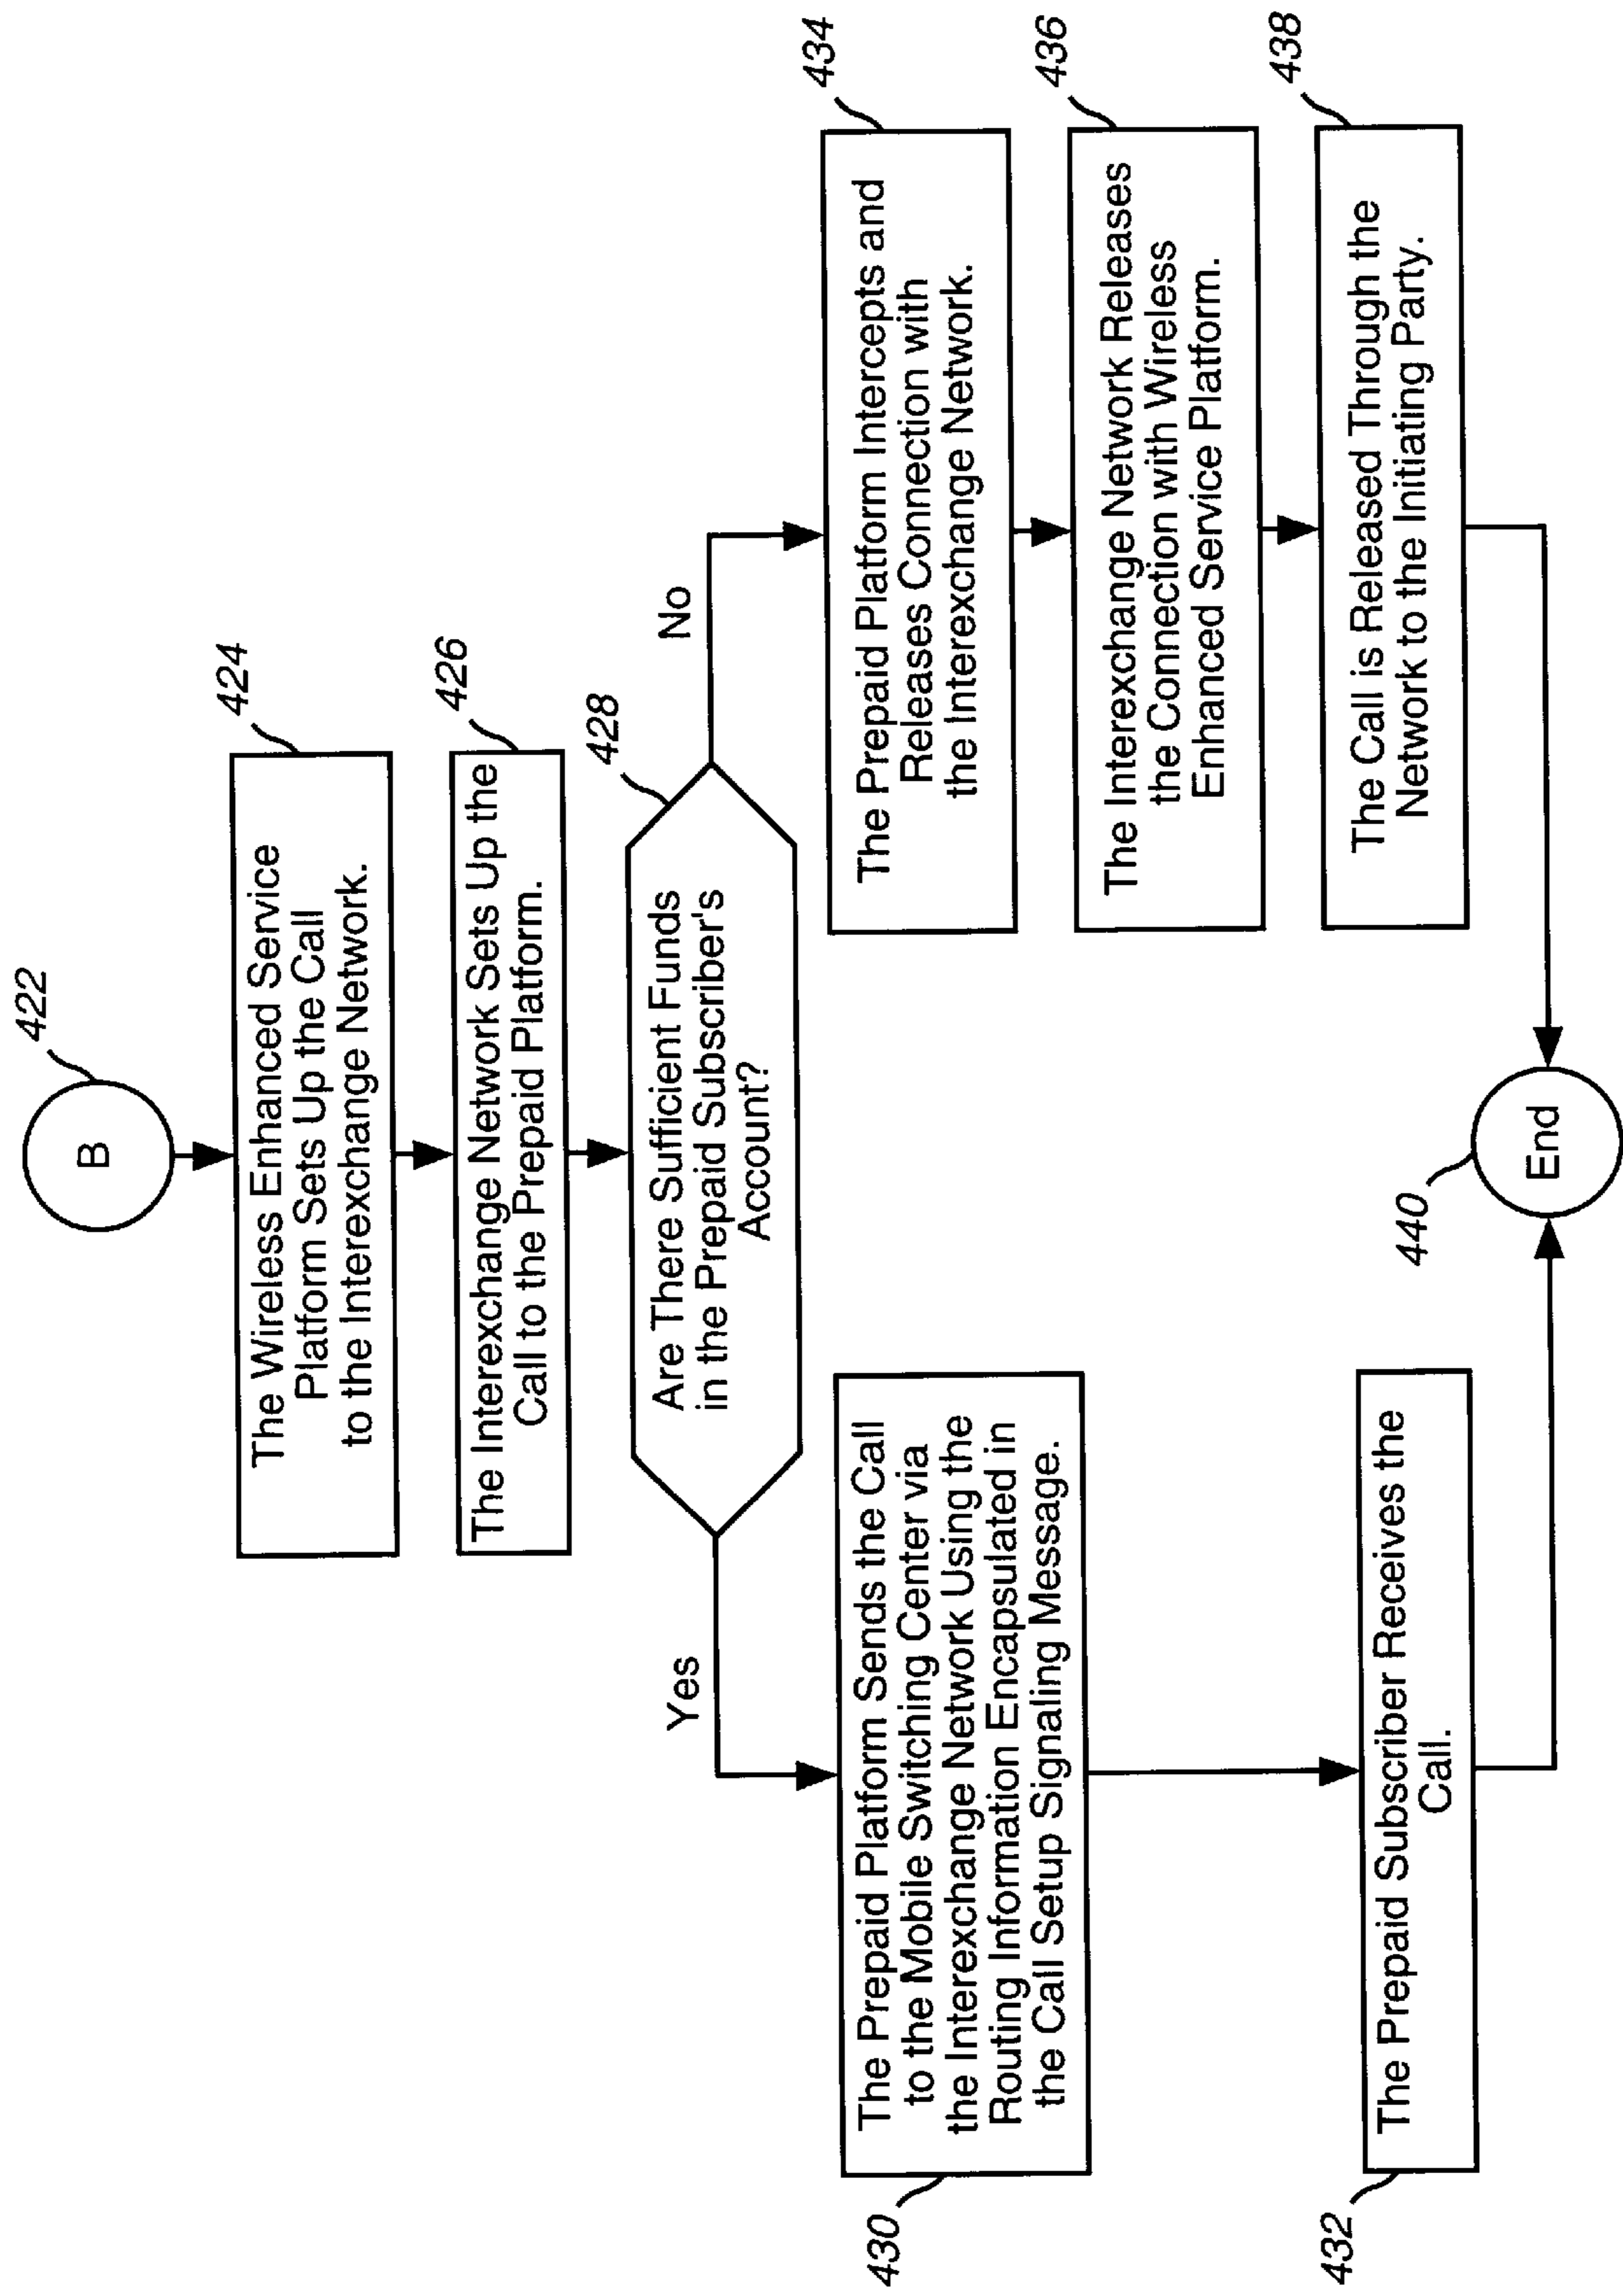 422
B
424
The Wireless Enhanced Service
Platform Sets Up the Call
to the Interexchange Network.
426
The Interexchange Network Sets Up the
Call to the Prepaid Platform.
428
Are There Sufficient Funds
in the Prepaid Subscriber's
Account?
Yes
No
430
The Prepaid Platform Sends the Call
to the Mobile Switching Center via
the Interexchange Network Using the
Routing Information Encapsulated in
the Call Setup Signaling Message.
432
The Prepaid Subscriber Receives the
Call.
434
The Prepaid Platform Intercepts and
Releases Connection with
the Interexchange Network.
436
The Interexchange Network Releases
the Connection with Wireless
Enhanced Service Platform.
438
The Call is Released Through the
Network to the Initiating Party.
440
End